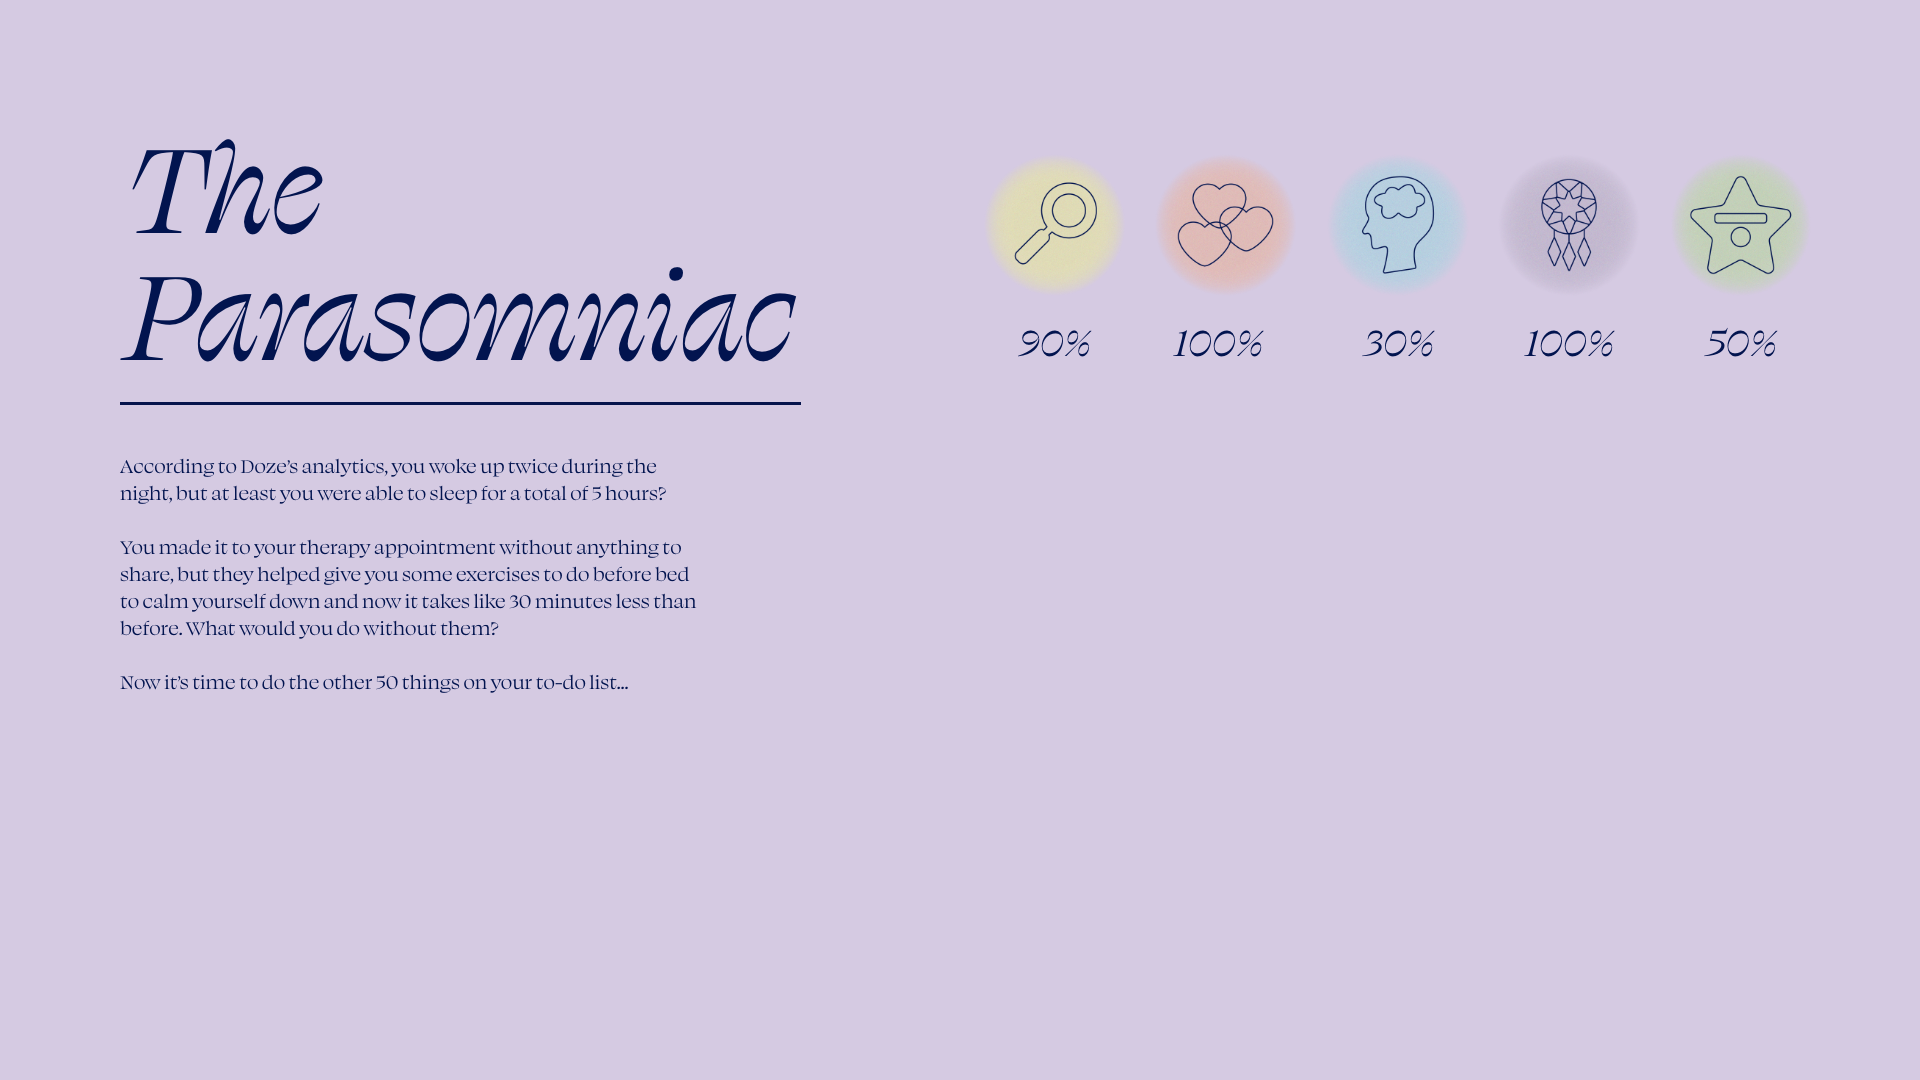 The
Parasomniac
90%
100%
30%
100%
50%
According to Doze’s analytics, you woke up twice during the
night, but at least you were able to sleep for a total of 5 hours?
You made it to your therapy appointment without anything to
share, but they helped give you some exercises to do before bed
to calm yourself down and now it takes like 30 minutes less than
before. What would you do without them?
Now it’s time to do the other 50 things on your to-do list...